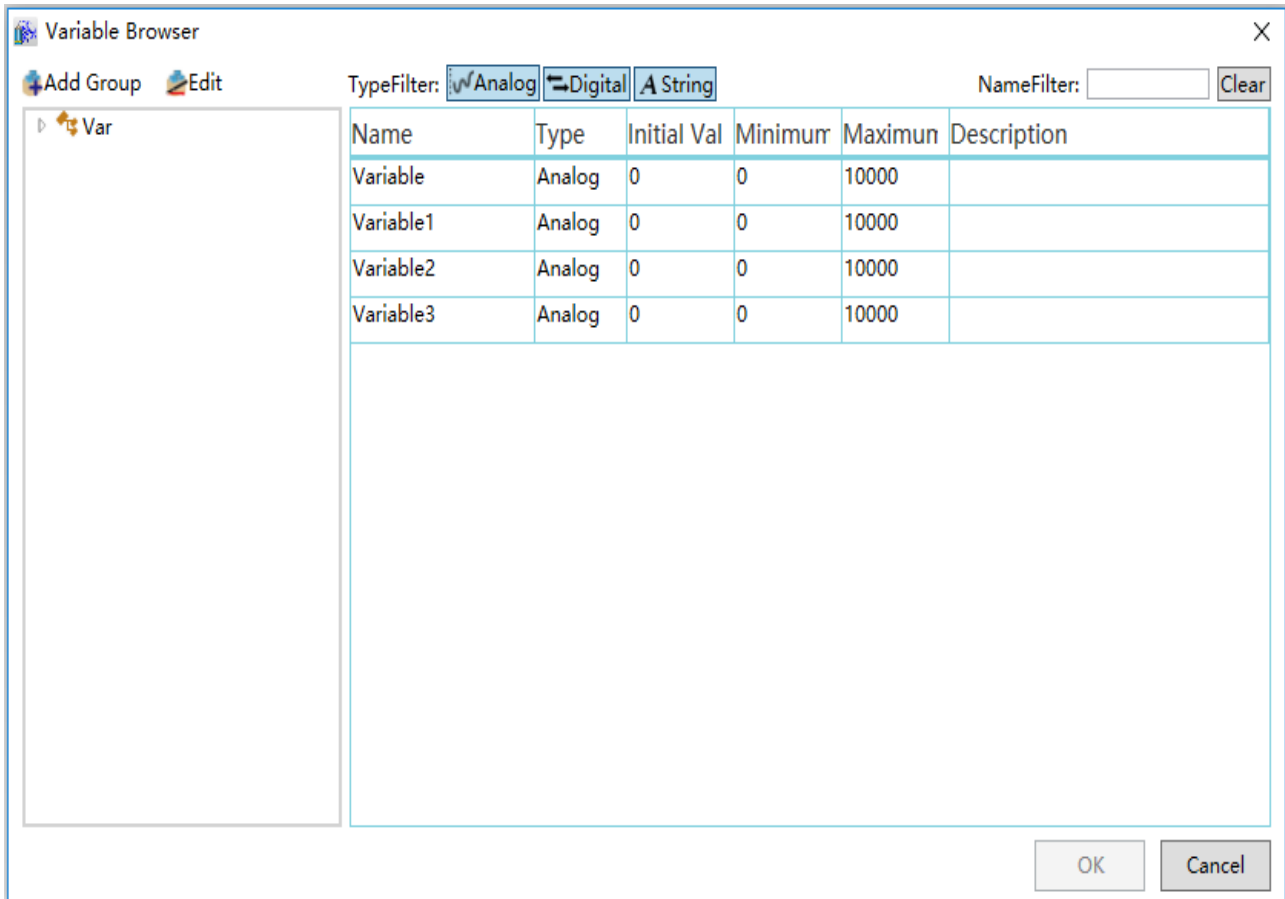 Variable Browser
Add Group Edit TypeFilter: Analog Digital A String NameFilter: Clear
Var
Name Type Initial Val Minimum Maximun Description
Variable Analog 0 0 10000
Variable1 Analog 0 0 10000
Variable2 Analog 0 0 10000
Variable3 Analog 0 0 10000
OK Cancel